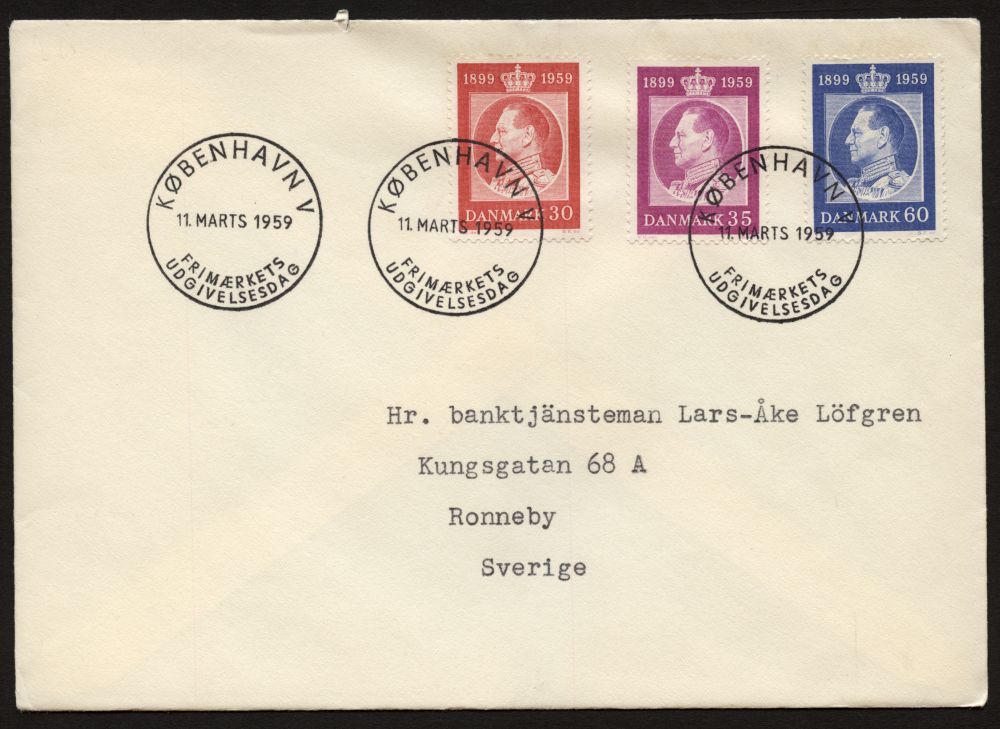 1899 1959
DANMARK 30
1899 1959
DANMARK 35
1899 1959
DANMARK 60
KØBENHAVN V
11. MARTS 1959
FRIMÆRKETS
UDGIVELSESDAG
KØBENHAVN V
11. MARTS 1959
FRIMÆRKETS
UDGIVELSESDAG
KØBENHAVN V
11. MARTS 1959
FRIMÆRKETS
UDGIVELSESDAG
Hr. banktjänsteman Lars-Åke Löfgren
Kungsgatan 68 A
Ronneby
Sverige